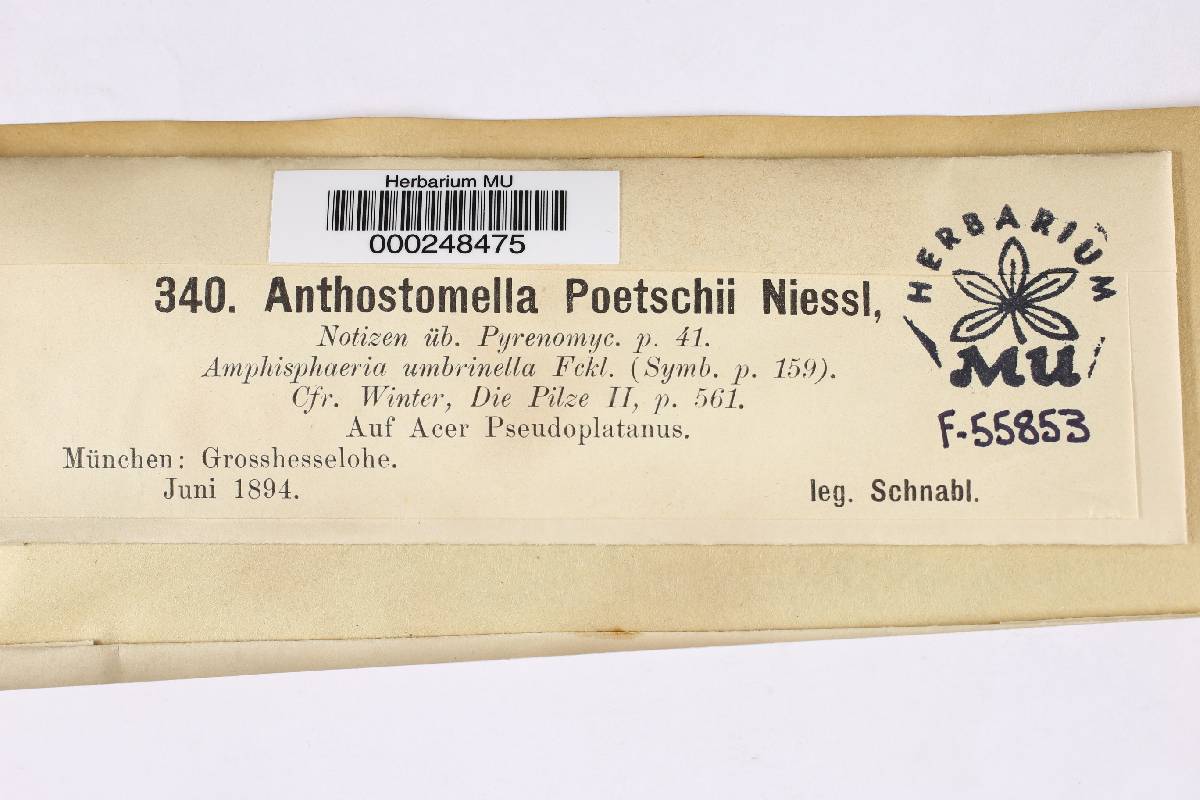 Herbarium MU
000248475
340. Anthostomella Poetschii Niessl,
Notizen üb. Pyrenomyc. p. 41.
Amphisphaeria umbrinella Fckl. (Symb. p. 159).
Cfr. Winter, Die Pilze II, p. 561.
Auf Acer Pseudoplatanus.
München: Grosshesselohe.
Juni 1894.
leg. Schnabl.
HERBARIUM
MU
F-55853